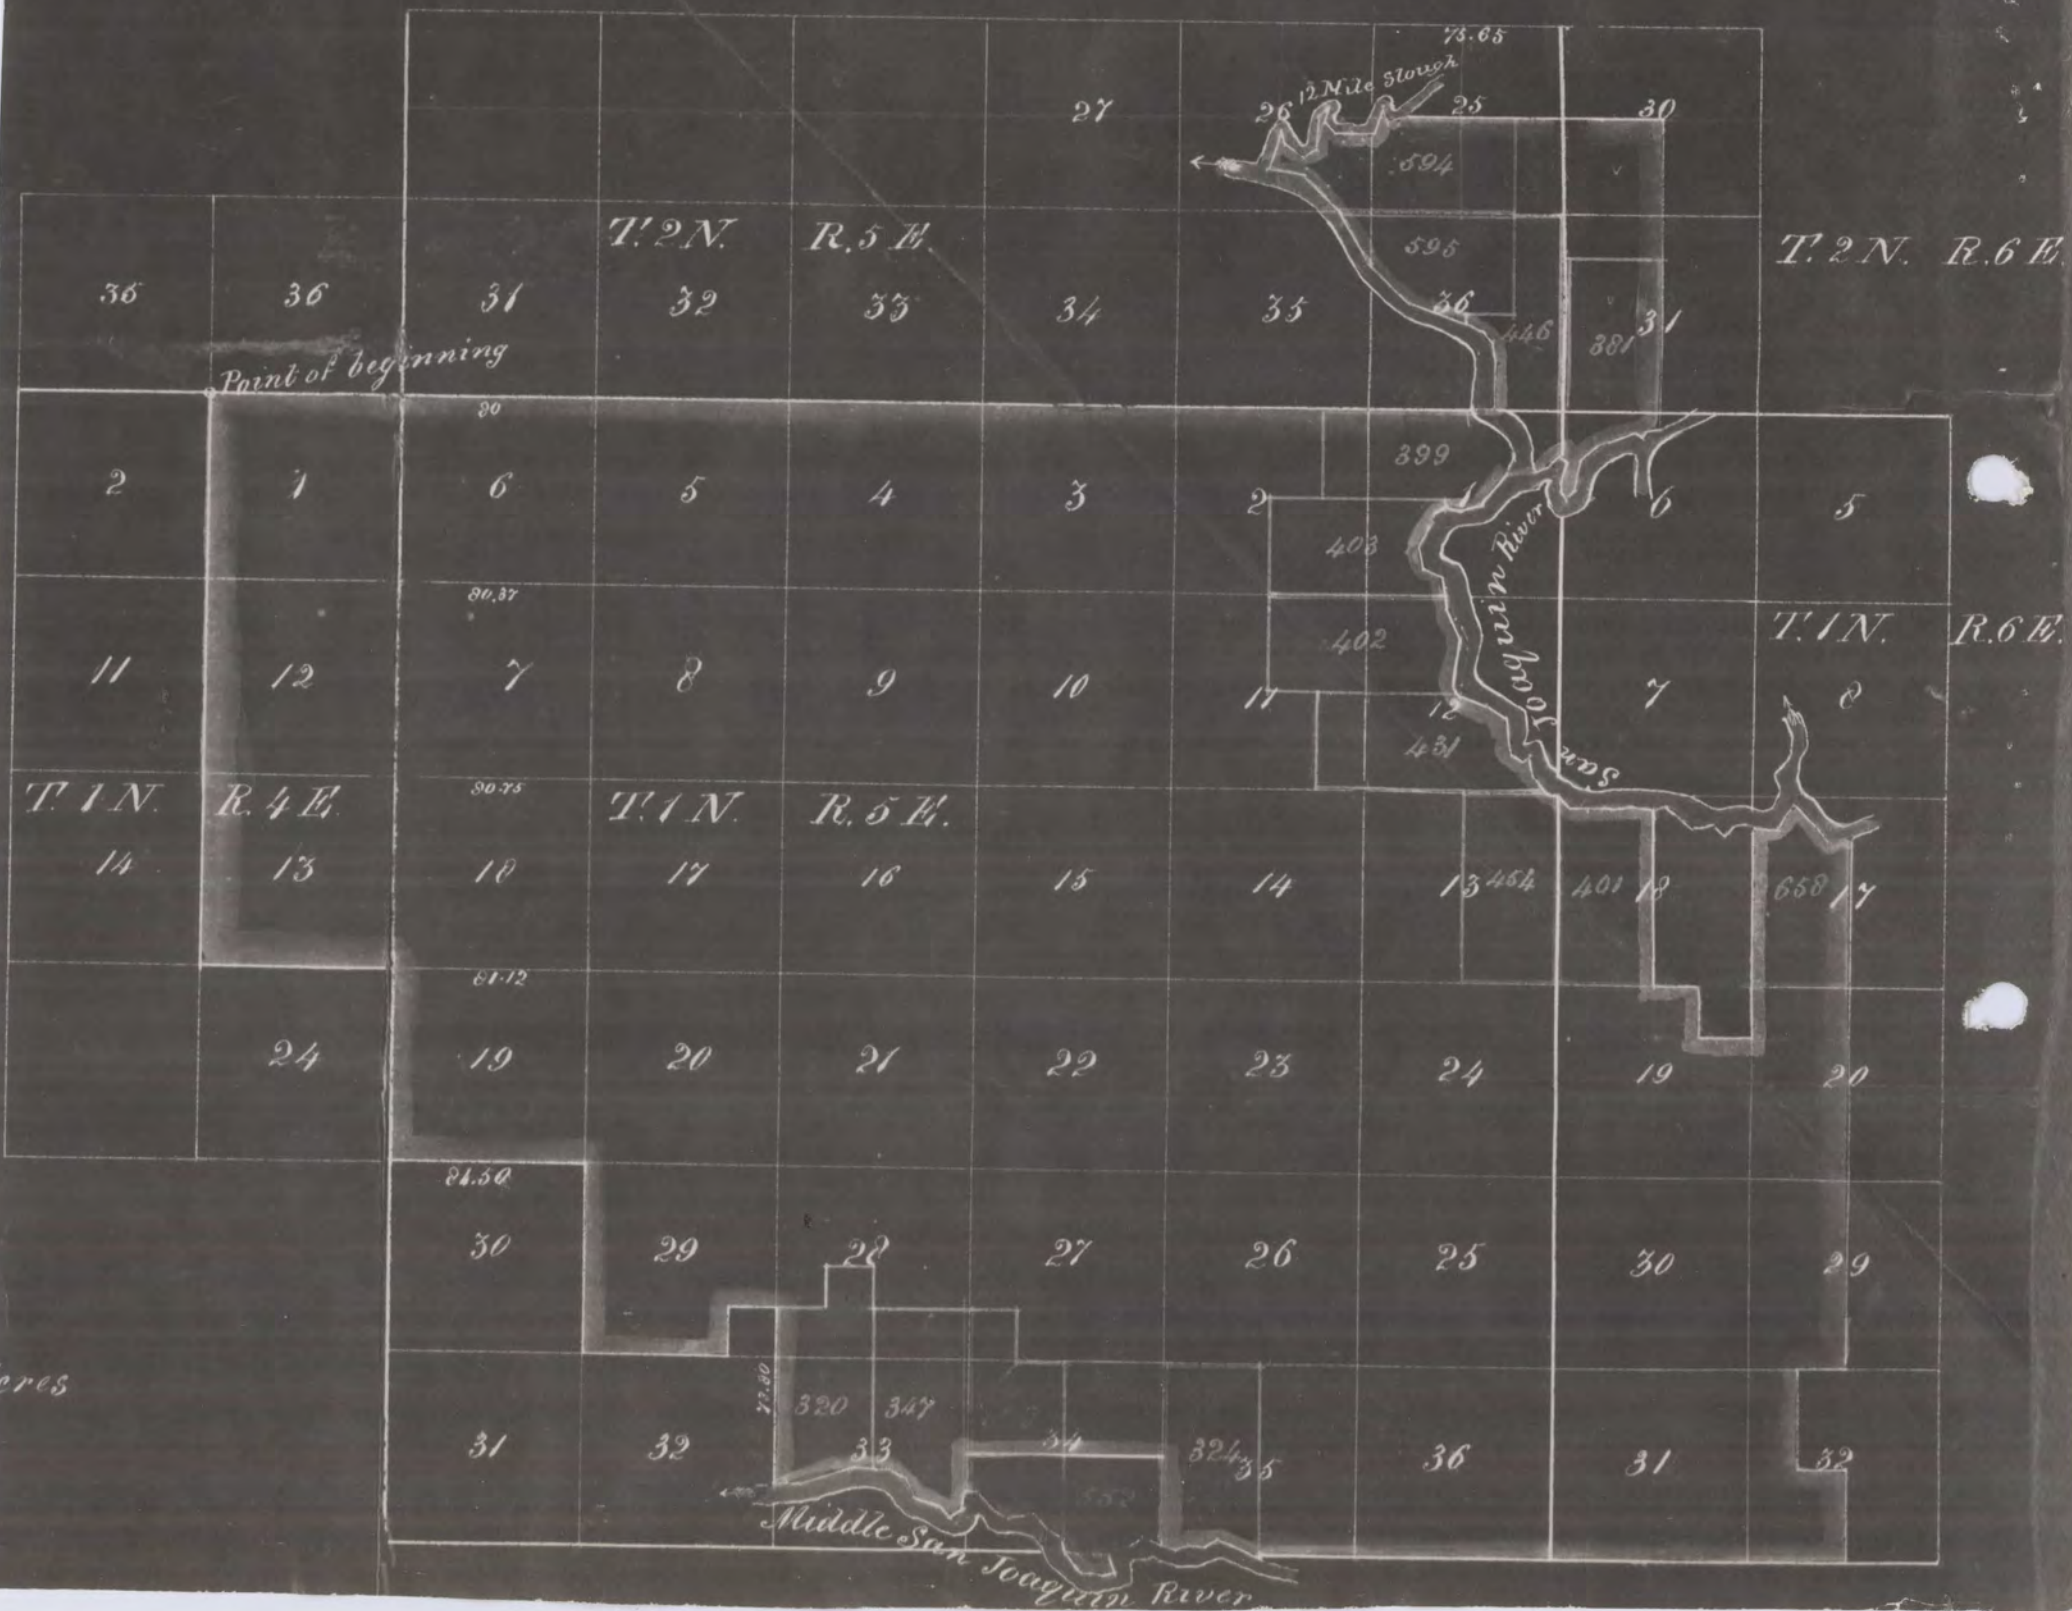 75.65
12 Mile Slough
27 26 25 30
594
T. 2 N. R. 5 E.
595
T. 2 N. R. 6 E.
35 36 31 32 33 34 35 36 31
446 381
Point of beginning
80
399
2 1 6 5 4 3 2 1 6 5
403
San Joaquin River
80.37
402
T. 1 N. R. 6 E.
11 12 7 8 9 10 11 12 7 8
431
80.75
T. 1 N. R. 4 E. T. 1 N. R. 5 E.
14 13 18 17 16 15 14 13 454 401 18 658 17
81.12
24 19 20 21 22 23 24 19 20
81.50
30 29 28 27 26 25 30 29
cres
77.80
320 347
31 32 33 34 324 35 36 31 32
552
Middle San Joaquin River